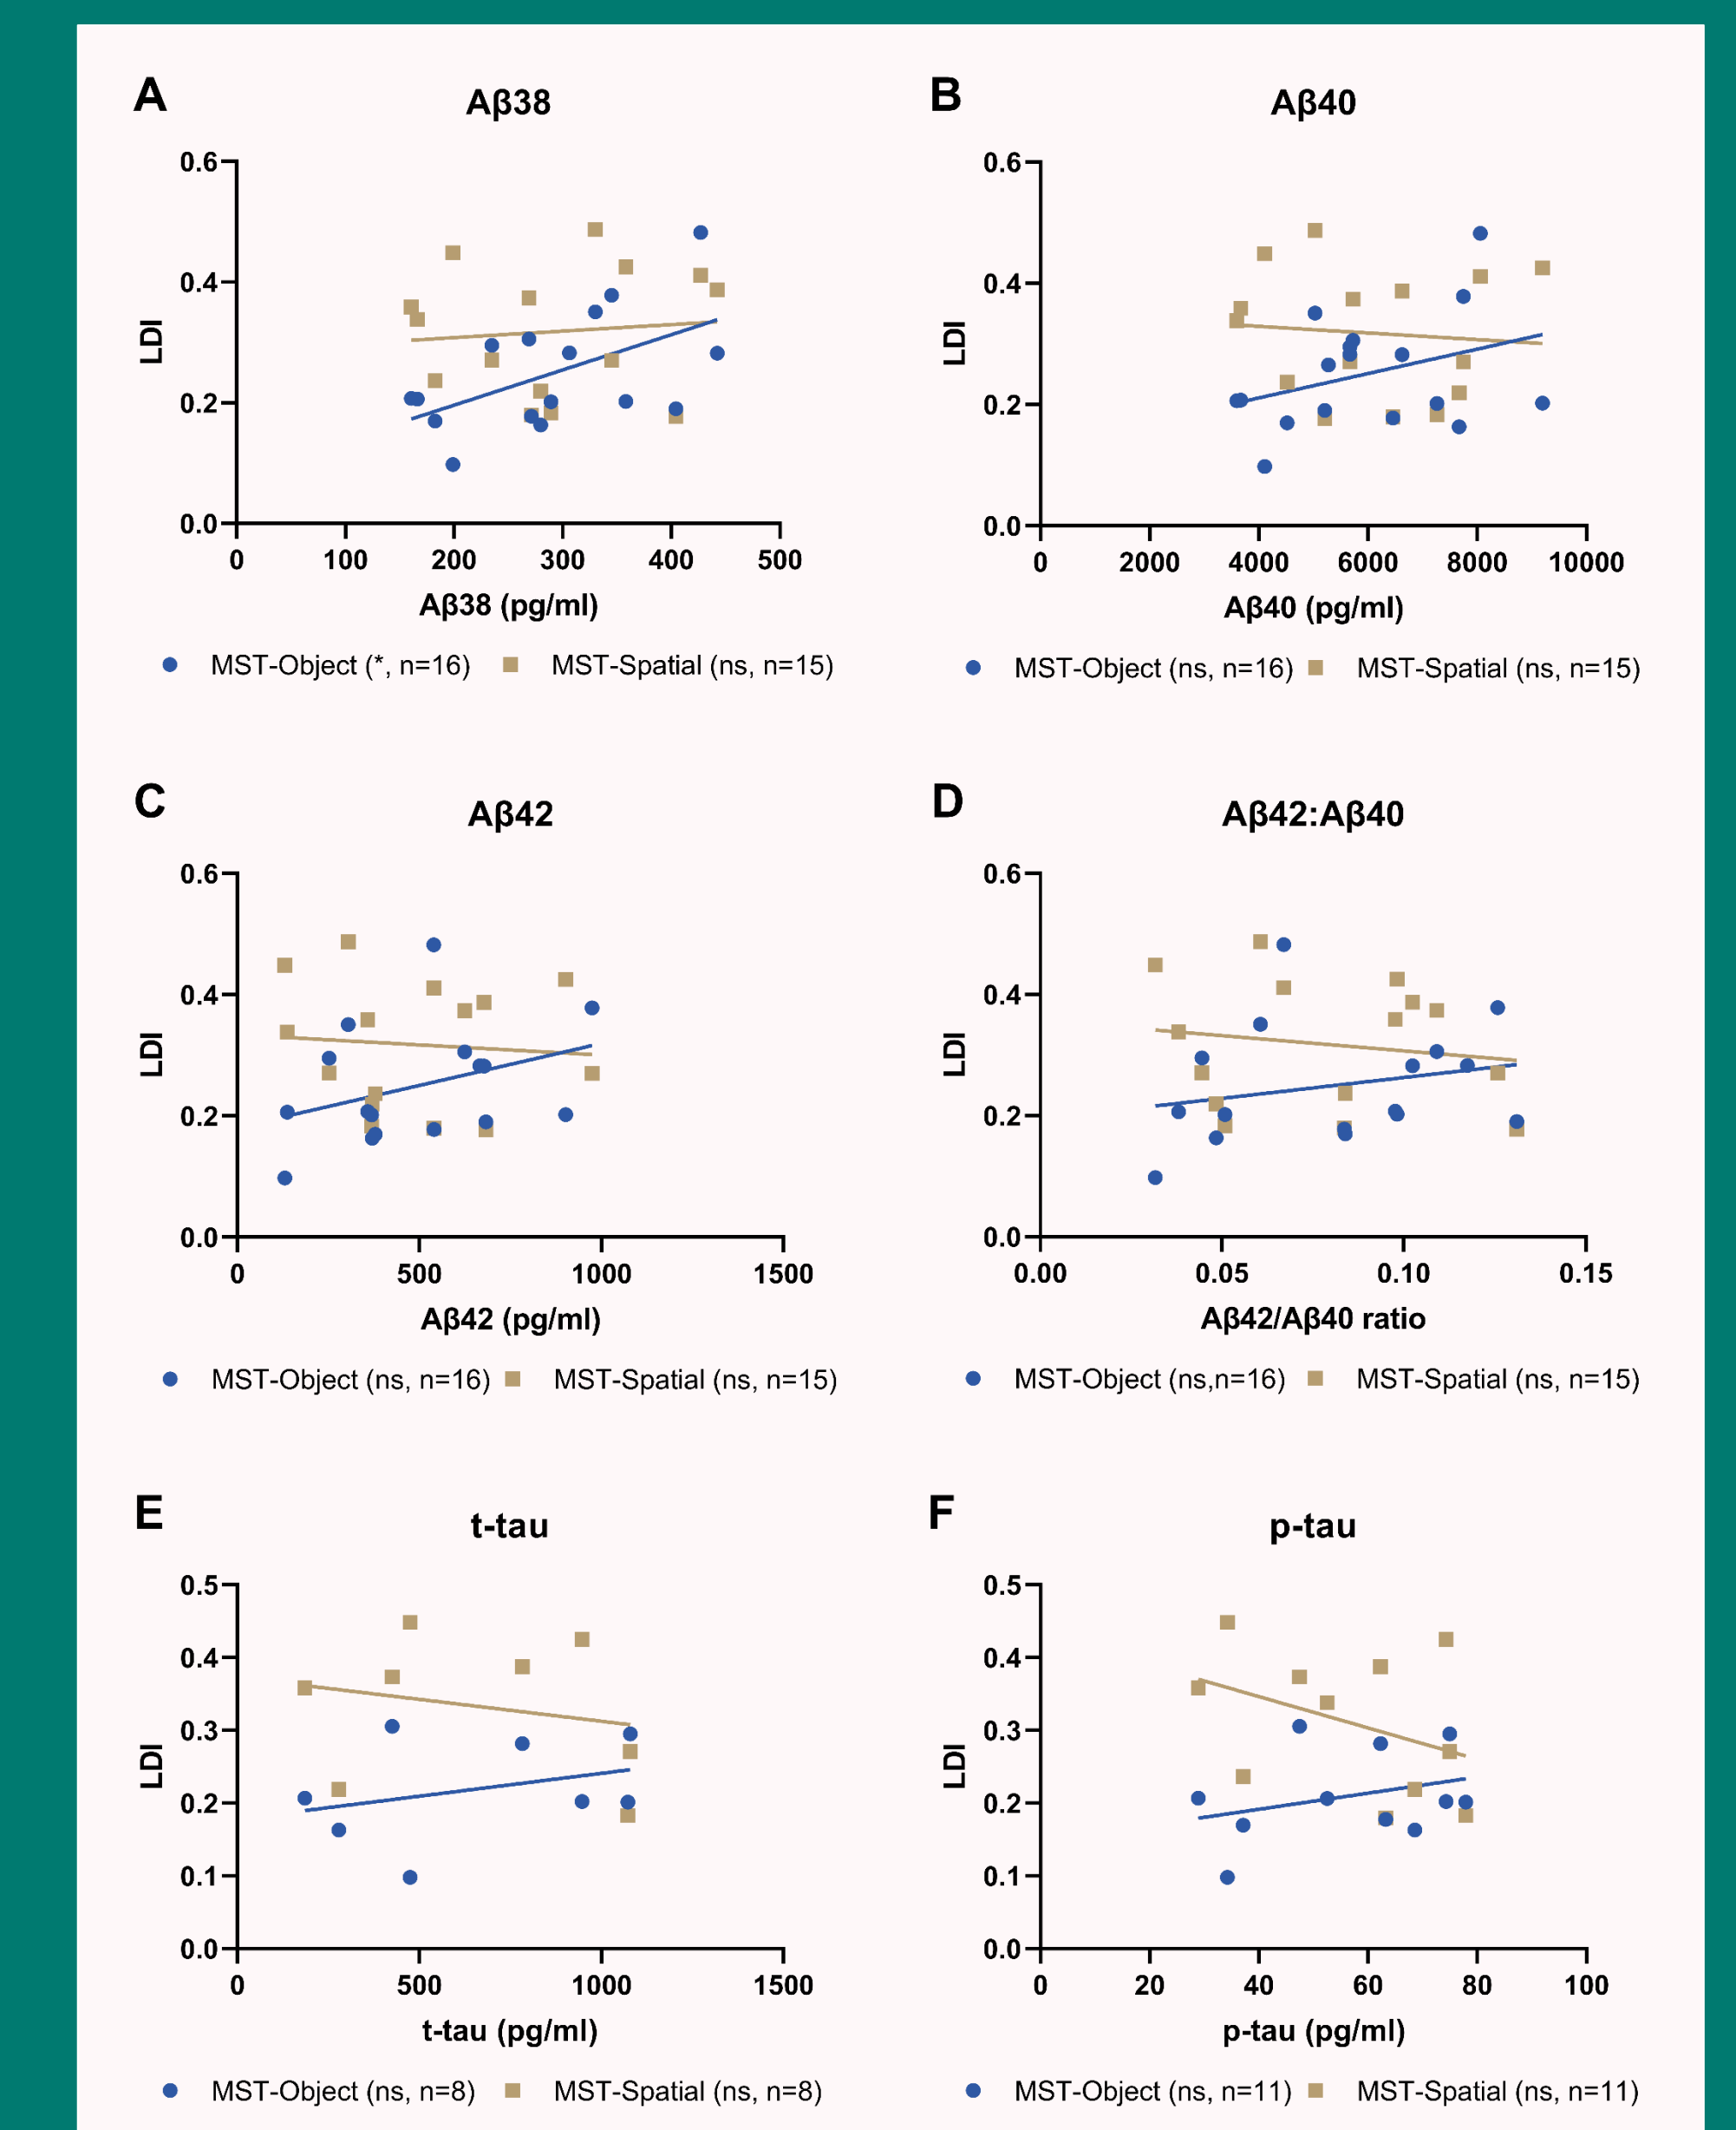 A
Aβ38
0.6
0.4
0.2
0.0
LDI
0 100 200 300 400 500
Aβ38 (pg/ml)
MST-Object (*, n=16) MST-Spatial (ns, n=15)
B
Aβ40
0.6
0.4
0.2
0.0
LDI
0 2000 4000 6000 8000 10000
Aβ40 (pg/ml)
MST-Object (ns, n=16) MST-Spatial (ns, n=15)
C
Aβ42
0.6
0.4
0.2
0.0
LDI
0 500 1000 1500
Aβ42 (pg/ml)
MST-Object (ns, n=16) MST-Spatial (ns, n=15)
D
Aβ42:Aβ40
0.6
0.4
0.2
0.0
LDI
0.00 0.05 0.10 0.15
Aβ42/Aβ40 ratio
MST-Object (ns,n=16) MST-Spatial (ns, n=15)
E
t-tau
0.5
0.4
0.3
0.2
0.1
0.0
LDI
0 500 1000 1500
t-tau (pg/ml)
MST-Object (ns, n=8) MST-Spatial (ns, n=8)
F
p-tau
0.5
0.4
0.3
0.2
0.1
0.0
LDI
0 20 40 60 80 100
p-tau (pg/ml)
MST-Object (ns, n=11) MST-Spatial (ns, n=11)